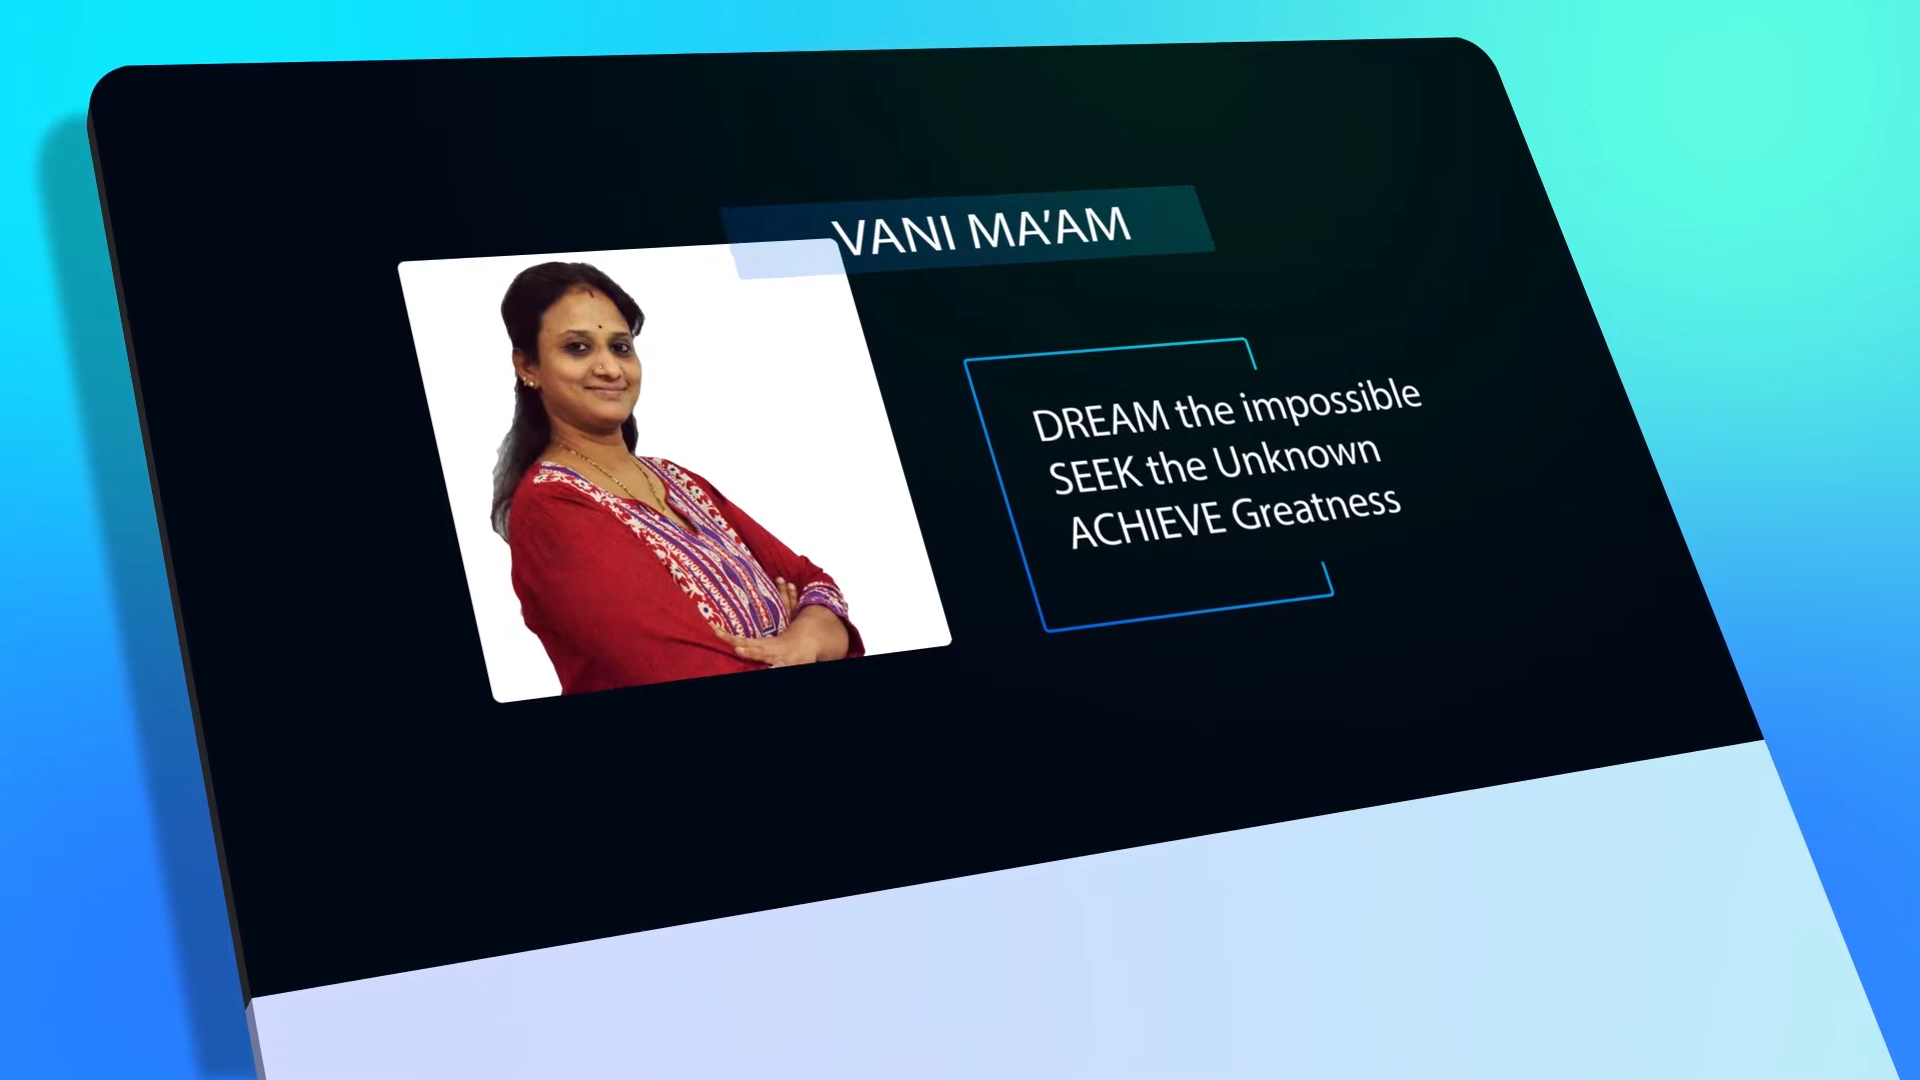 VANI MA’AM
DREAM the impossible
SEEK the Unknown
ACHIEVE Greatness